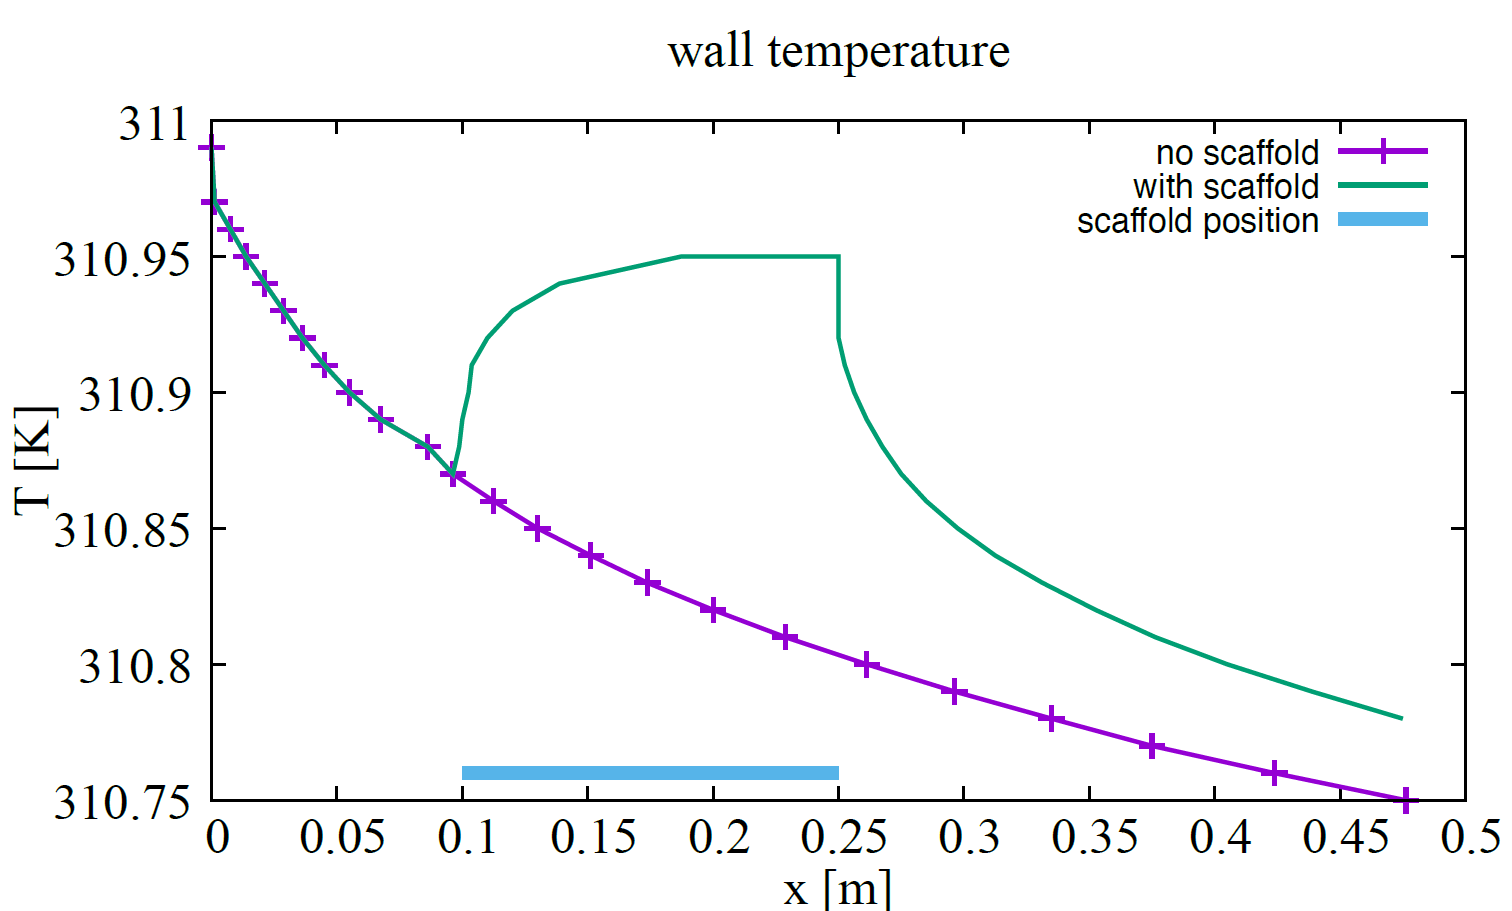 wall temperature
311
310.95
310.9
310.85
310.8
310.75
T [K]
no scaffold
with scaffold
scaffold position
0 0.05 0.1 0.15 0.2 0.25 0.3 0.35 0.4 0.45 0.5
x [m]